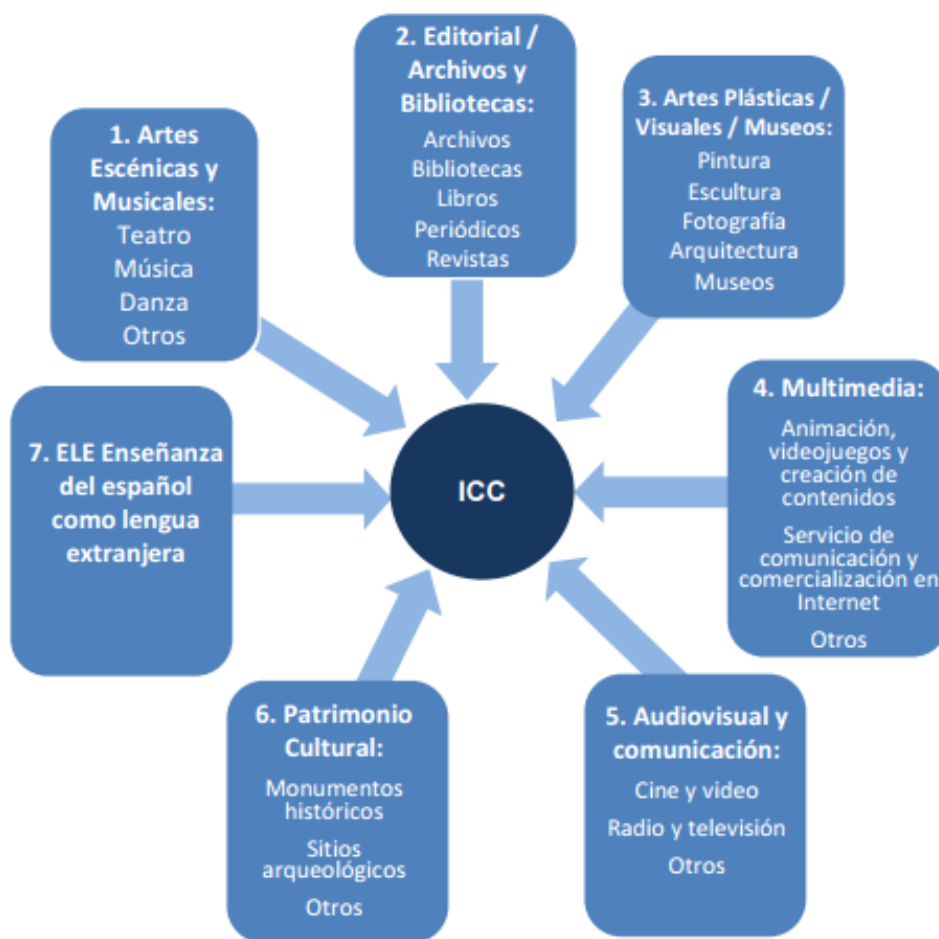 1. Artes
Escénicas y
Musicales:
Teatro
Música
Danza
Otros
2. Editorial /
Archivos y
Bibliotecas:
Archivos
Bibliotecas
Libros
Periódicos
Revistas
3. Artes Plásticas /
Visuales / Museos:
Pintura
Escultura
Fotografía
Arquitectura
Museos
4. Multimedia:
Animación,
videojuegos y
creación de
contenidos
Servicio de
comunicación y
comercialización en
Internet
Otros
5. Audiovisual y
comunicación:
Cine y video
Radio y televisión
Otros
6. Patrimonio
Cultural:
Monumentos
históricos
Sitios
arqueológicos
Otros
7. ELE Enseñanza
del español
como lengua
extranjera
ICC